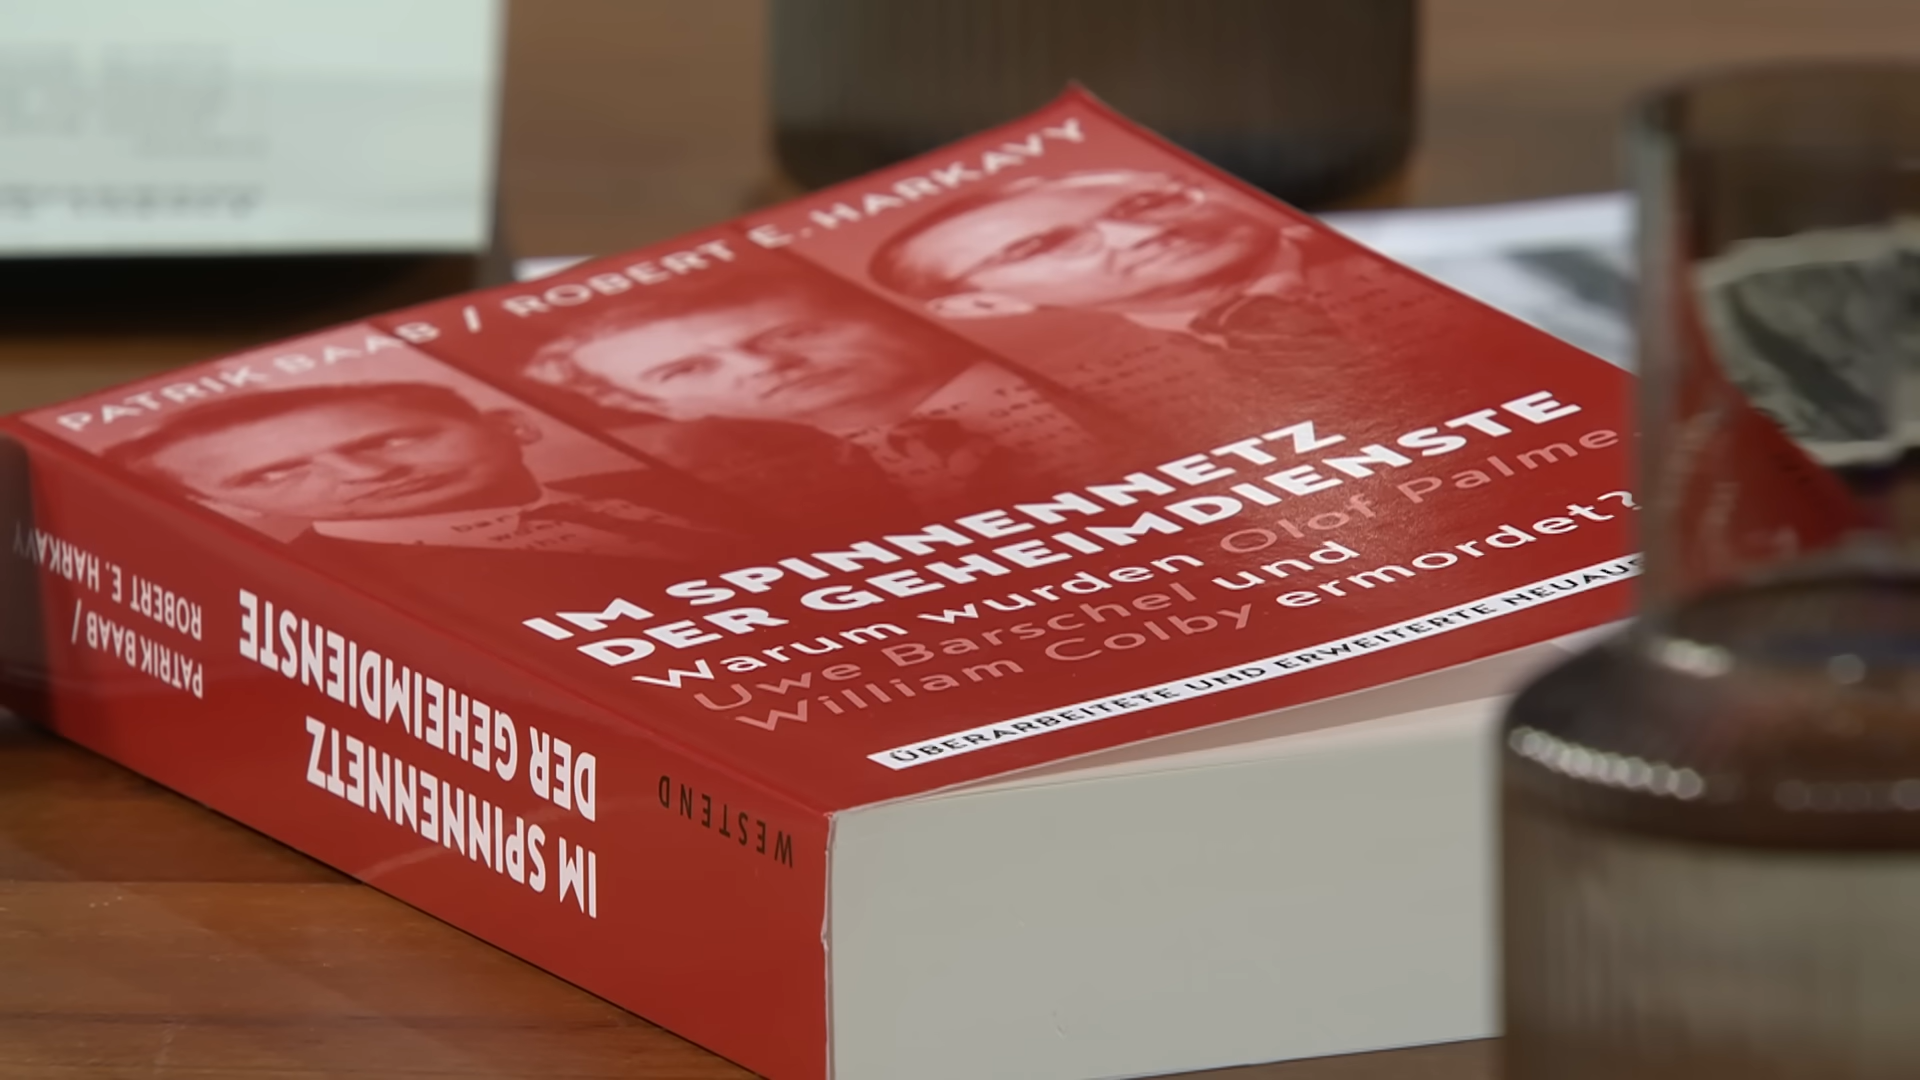 PATRIK BAAB / ROBERT E. HARKAVY
IM SPINNENNETZ
DER GEHEIMDIENSTE
Warum wurden Olof Palme
Uwe Barschel und
William Colby ermordet?
ÜBERARBEITETE UND ERWEITERTE NEUAUS
PATRIK BAAB /
ROBERT E. HARKAVY
IM SPINNENNETZ
DER GEHEIMDIENSTE
WESTEND